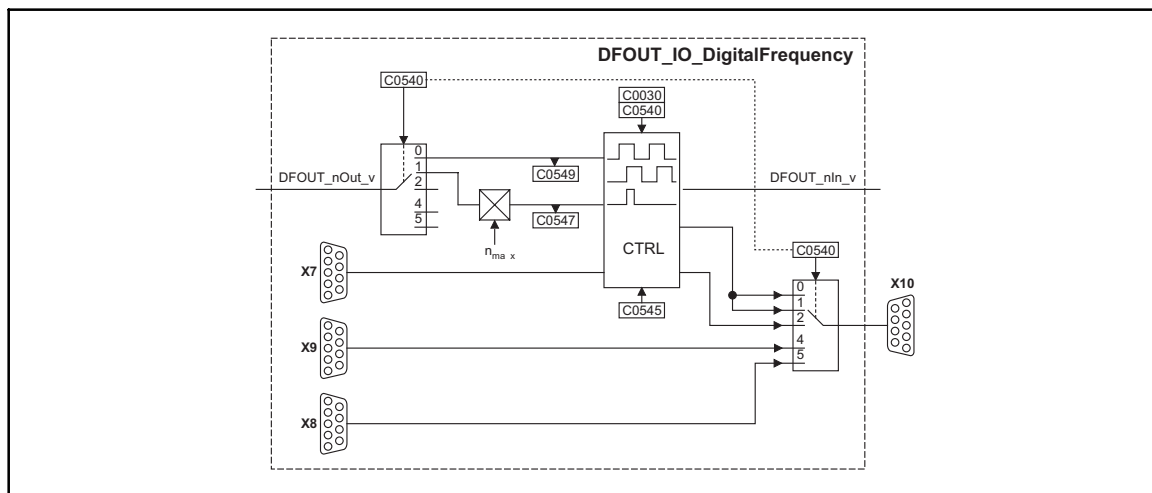 DFOUT_IO_DigitalFrequency
C0540
C0030
C0540
DFOUT_nOut_v
0
1
2
4
5
C0549
C0547
n_ma x
CTRL
C0545
DFOUT_nIn_v
C0540
0
1
2
4
5
X10
X7
X9
X8